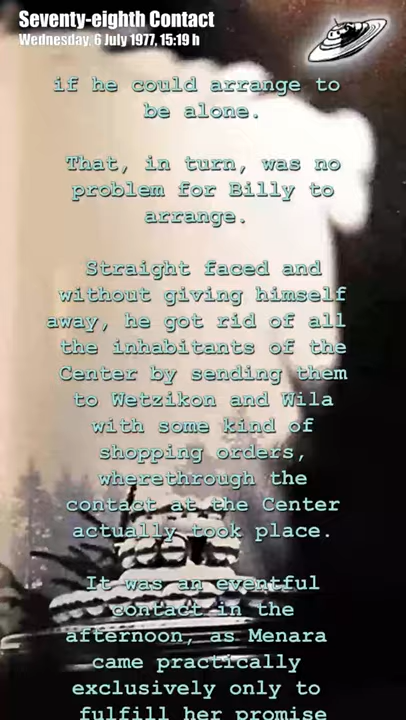 Seventy-eighth Contact
Wednesday, 6 July 1977, 15:19 h
if he could arrange to
be alone.
That, in turn, was no
problem for Billy to
arrange.
Straight faced and
without giving himself
away, he got rid of all
the inhabitants of the
Center by sending them
to Wetzikon and Wila
with some kind of
shopping orders,
wherethrough the
contact at the Center
actually took place.
It was an eventful
contact in the
afternoon, as Menara
came practically
exclusively only to
fulfill her promise